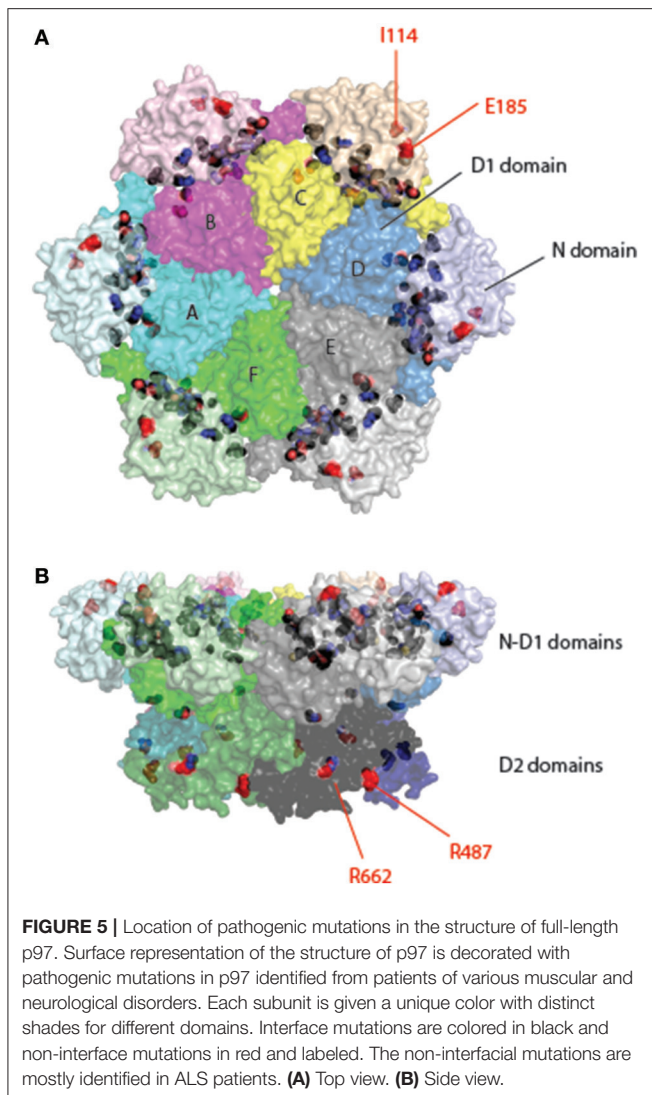 A
I114
E185
D1 domain
N domain
B
C
D
A
E
F
B
N-D1 domains
D2 domains
R487
R662
FIGURE 5 | Location of pathogenic mutations in the structure of full-length
p97. Surface representation of the structure of p97 is decorated with
pathogenic mutations in p97 identified from patients of various muscular and
neurological disorders. Each subunit is given a unique color with distinct
shades for different domains. Interface mutations are colored in black and
non-interface mutations in red and labeled. The non-interfacial mutations are
mostly identified in ALS patients. (A) Top view. (B) Side view.